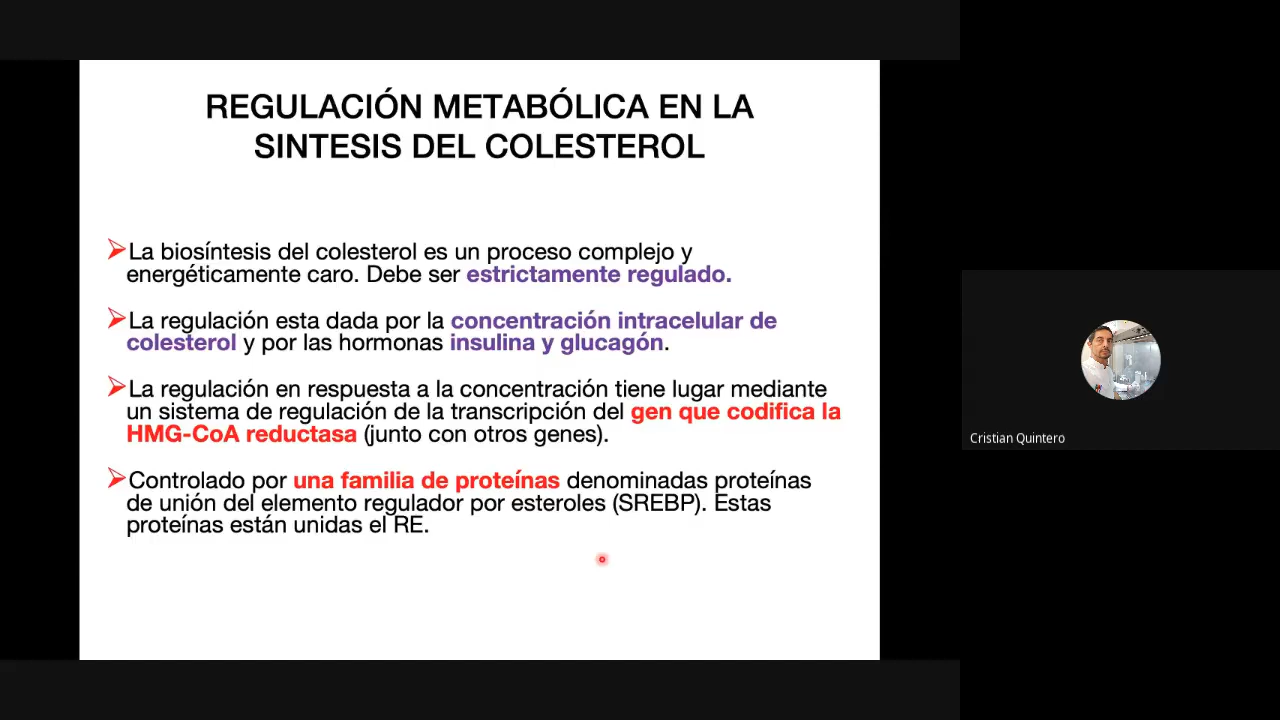 REGULACIÓN METABÓLICA EN LA
SINTESIS DEL COLESTEROL
La biosíntesis del colesterol es un proceso complejo y
energéticamente caro. Debe ser estrictamente regulado.
La regulación esta dada por la concentración intracelular de
colesterol y por las hormonas insulina y glucagón.
La regulación en respuesta a la concentración tiene lugar mediante
un sistema de regulación de la transcripción del gen que codifica la
HMG-CoA reductasa (junto con otros genes).
Controlado por una familia de proteínas denominadas proteínas
de unión del elemento regulador por esteroles (SREBP). Estas
proteínas están unidas el RE.
Cristian Quintero